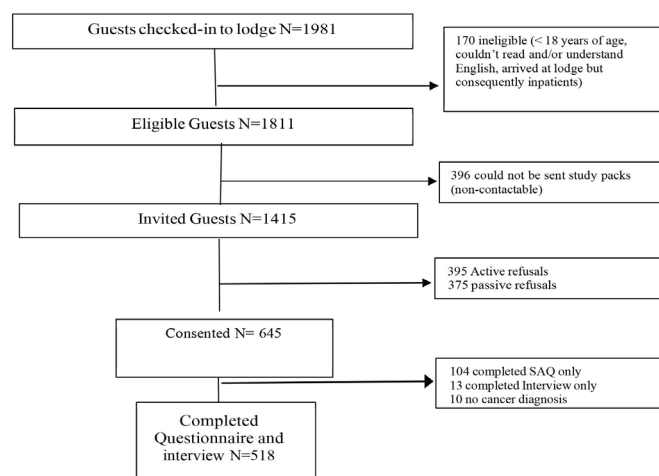 Guests checked-in to lodge N=1981
170 ineligible (< 18 years of age,
couldn't read and/or understand
English, arrived at lodge but
consequently inpatients)
Eligible Guests N=1811
396 could not be sent study packs
(non-contactable)
Invited Guests N=1415
395 Active refusals
375 passive refusals
Consented N= 645
104 completed SAQ only
13 completed Interview only
10 no cancer diagnosis
Completed
Questionnaire and
interview N=518